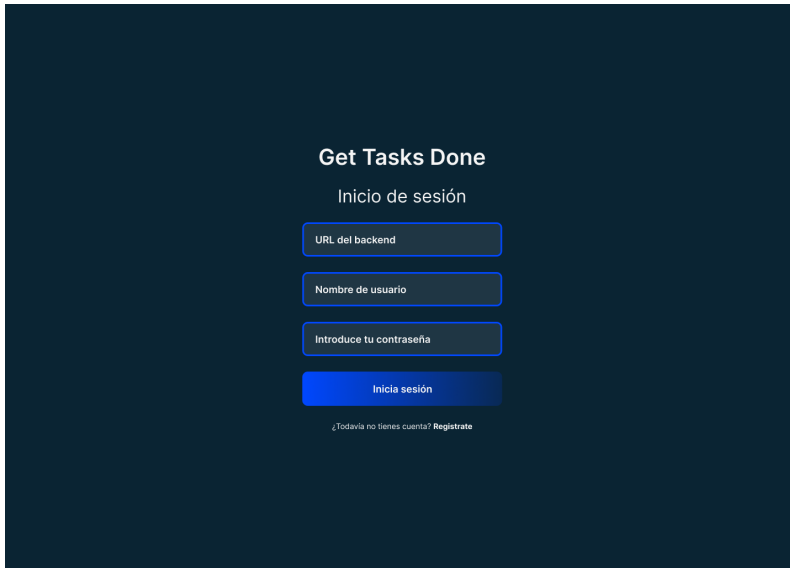 Get Tasks Done
Inicio de sesión
URL del backend
Nombre de usuario
Introduce tu contraseña
Inicia sesión
¿Todavía no tienes cuenta? Registrate